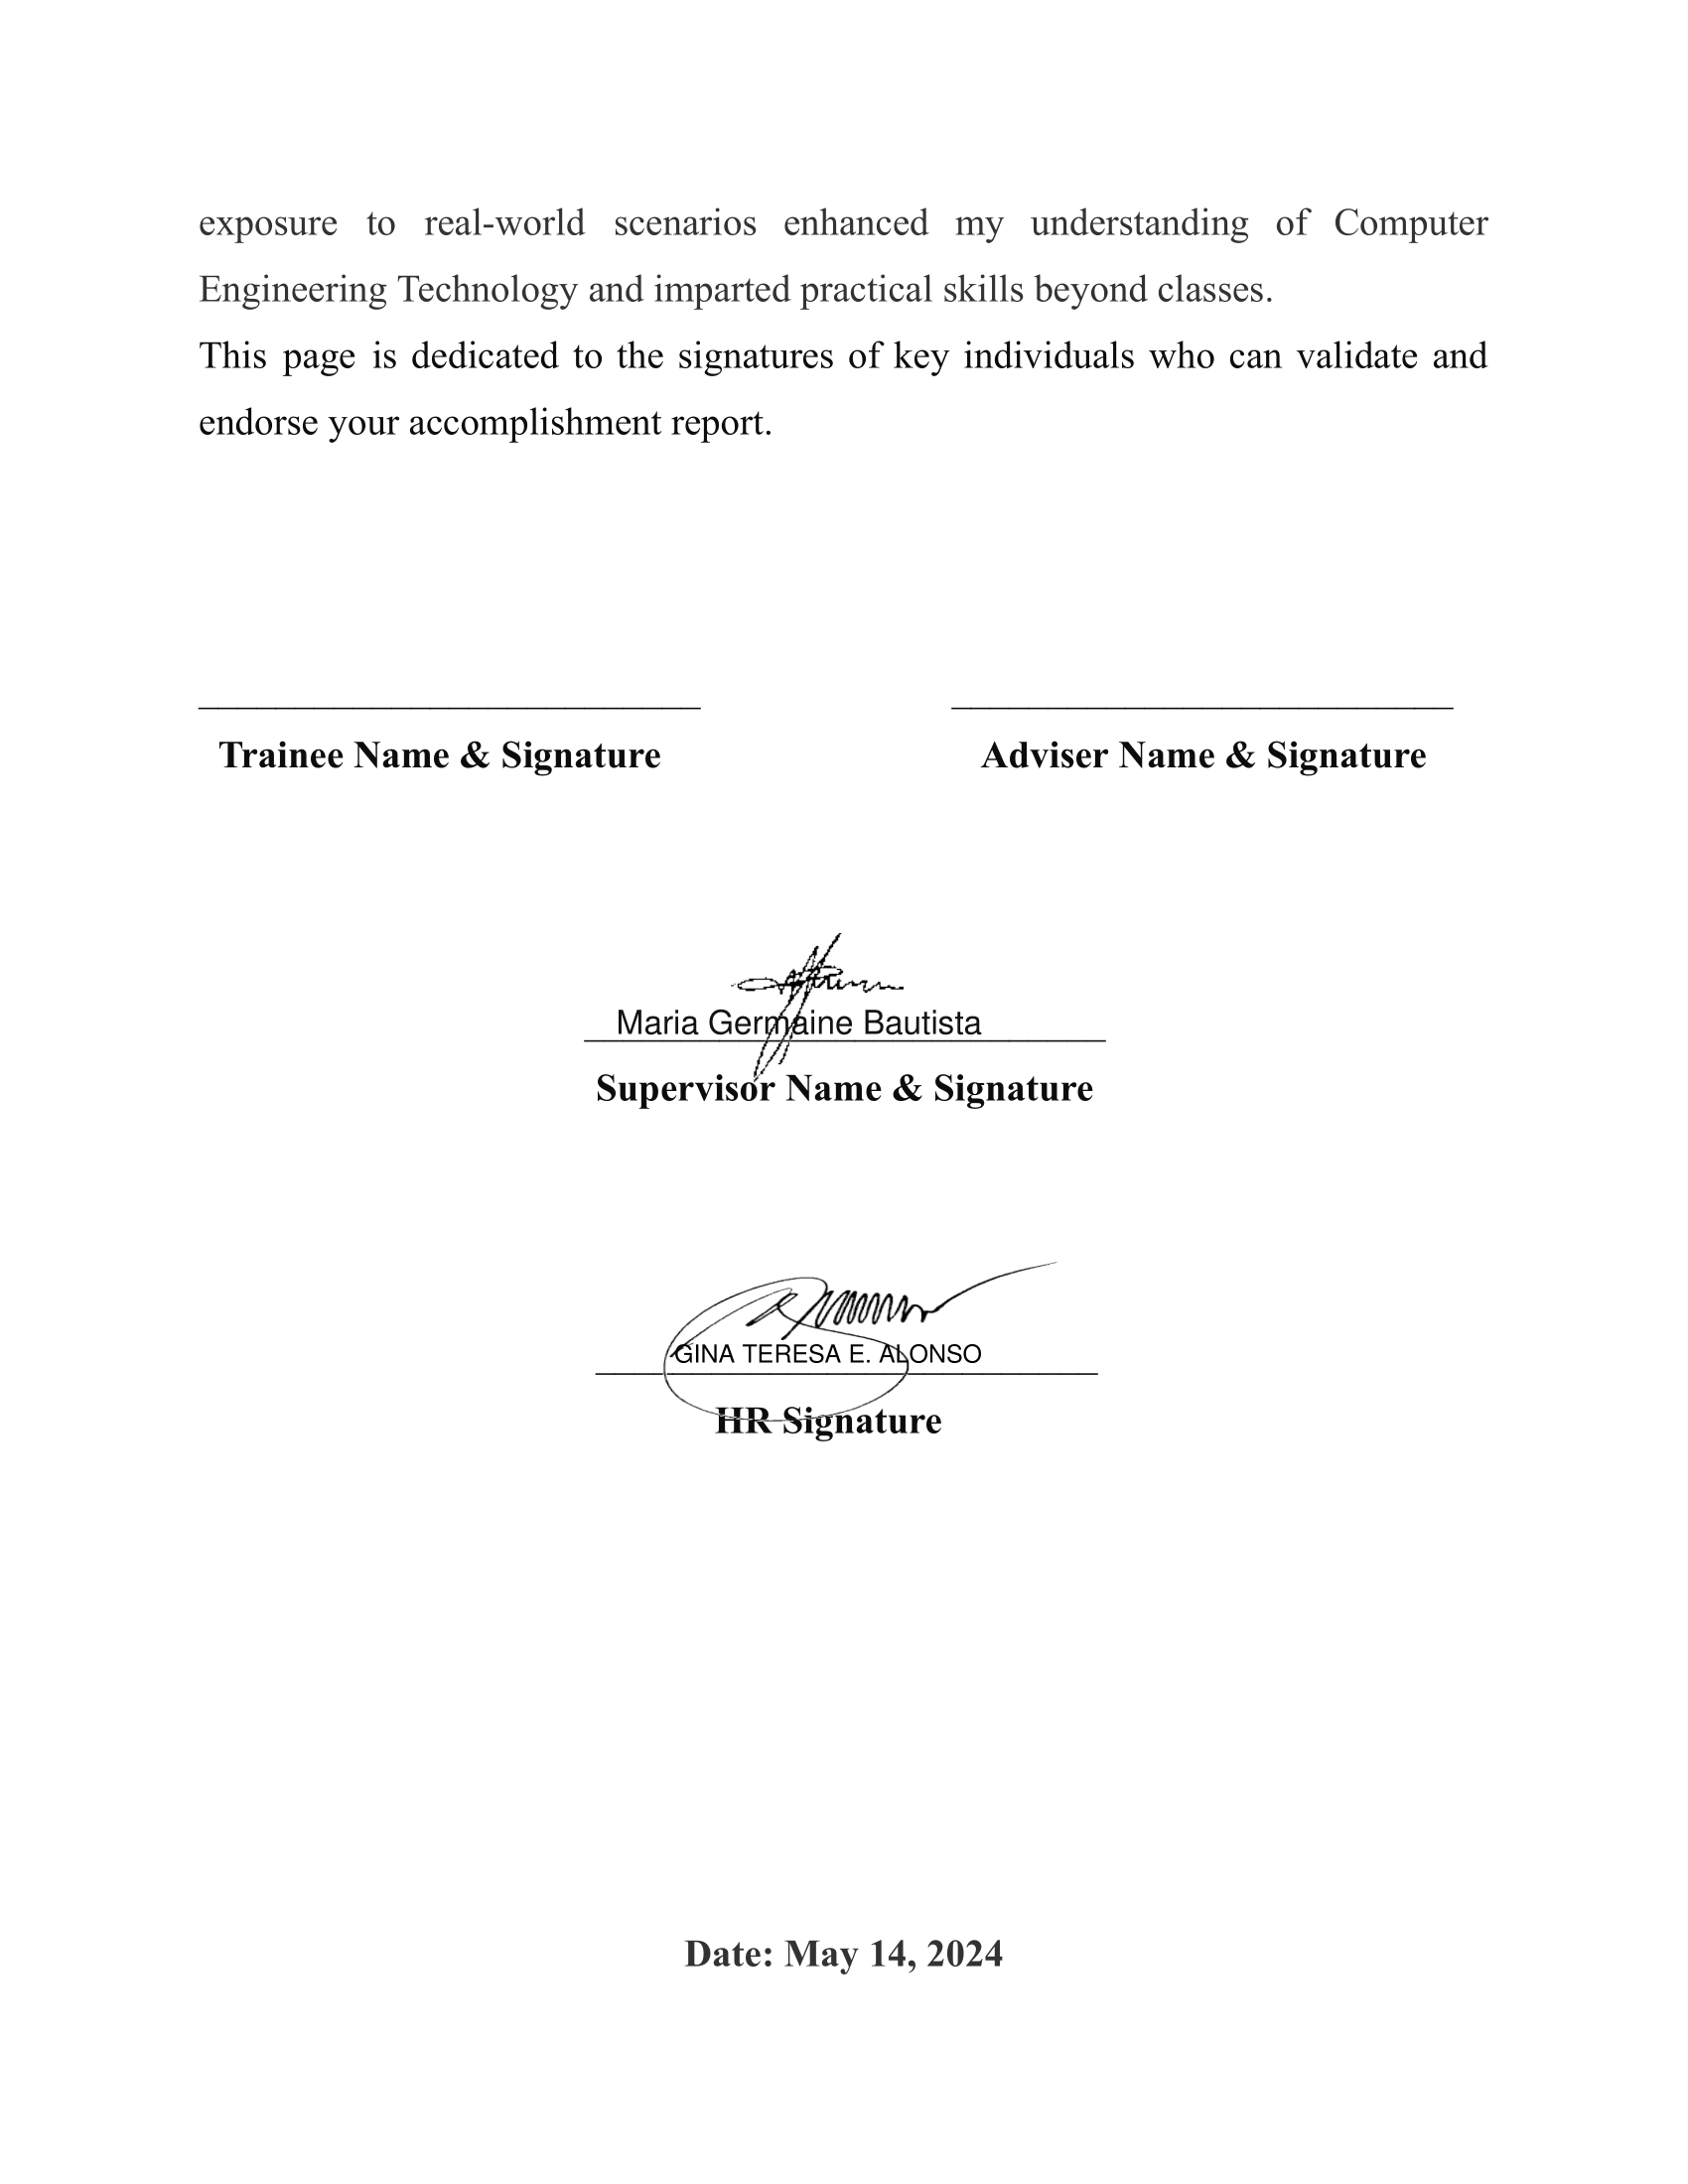 exposure to real-world scenarios enhanced my understanding of Computer
Engineering Technology and imparted practical skills beyond classes.
This page is dedicated to the signatures of key individuals who can validate and
endorse your accomplishment report.
Trainee Name & Signature Adviser Name & Signature
Maria Germaine Bautista
Supervisor Name & Signature
GINA TERESA E. ALONSO
HR Signature
Date: May 14, 2024